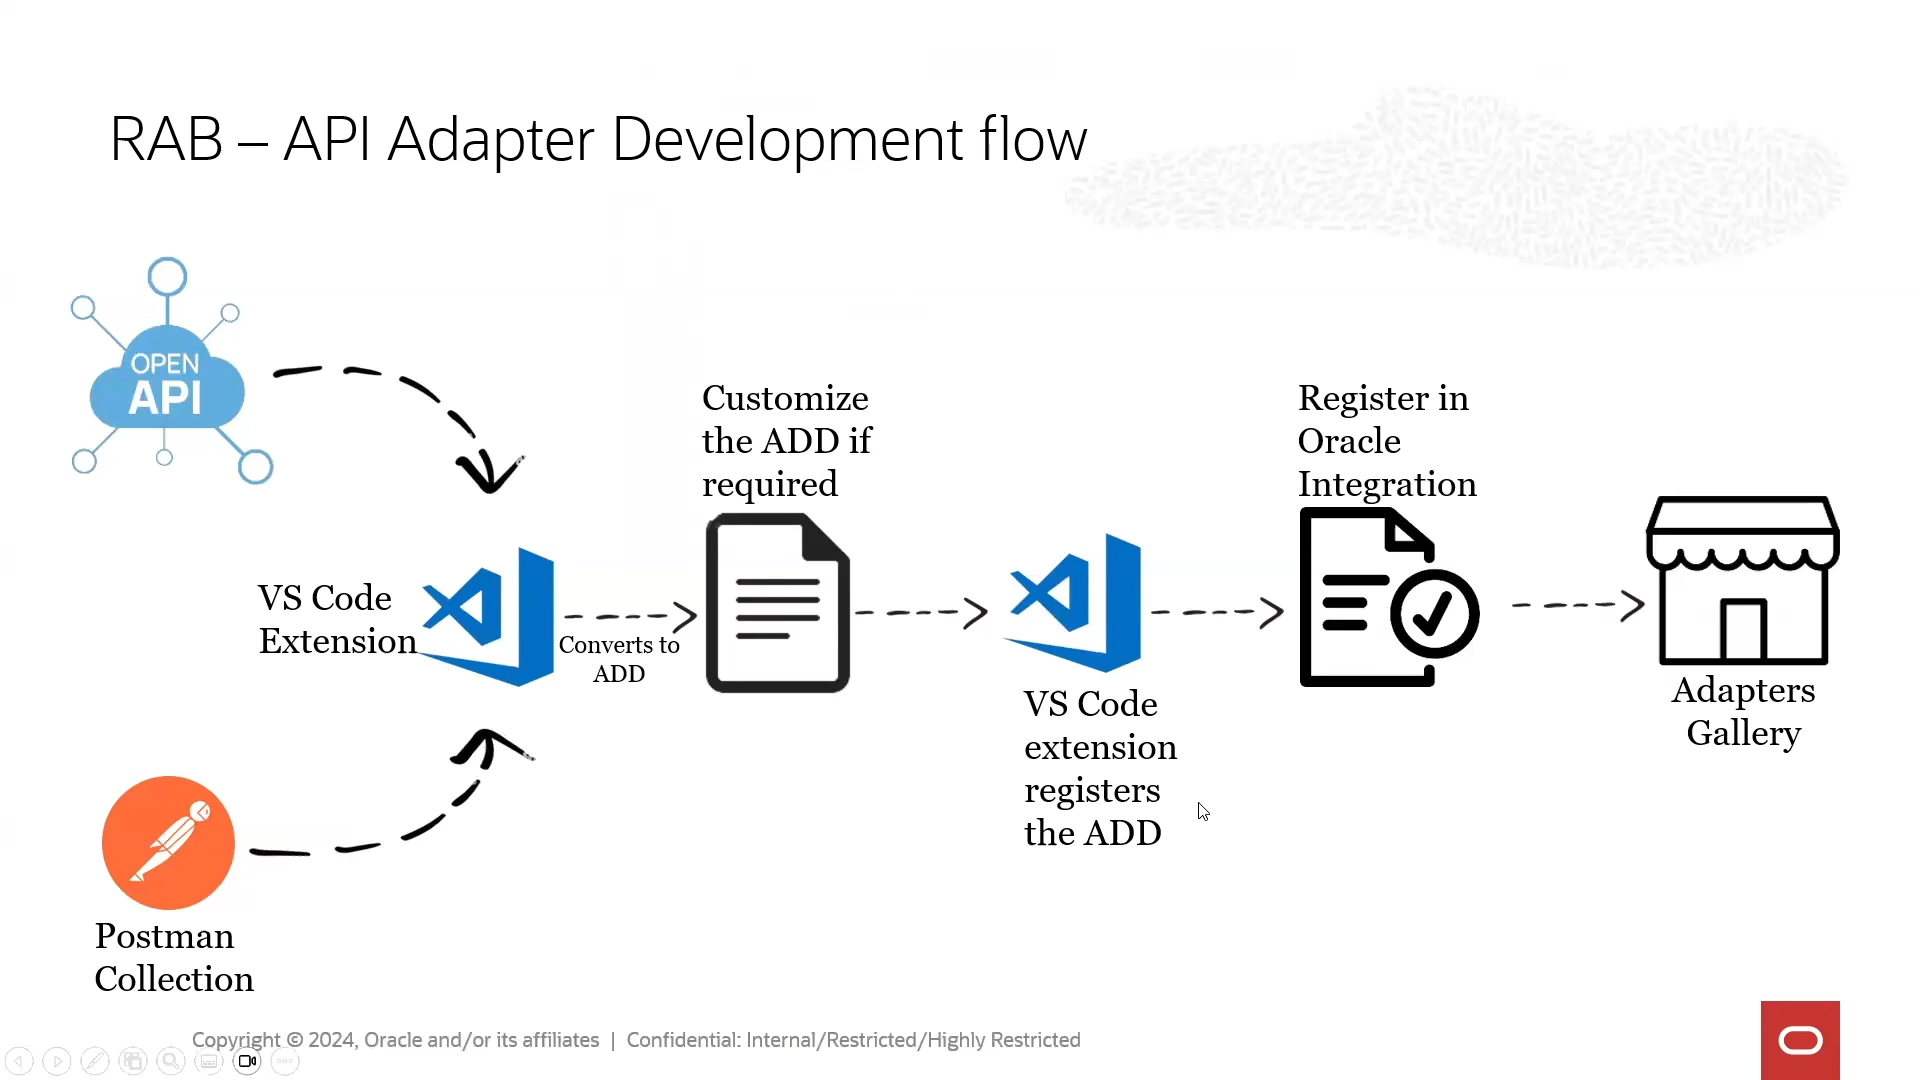 RAB – API Adapter Development flow
OPEN
API
Customize
the ADD if
required
Register in
Oracle
Integration
VS Code
Extension
Converts to
ADD
VS Code
extension
registers
the ADD
Adapters
Gallery
Postman
Collection
Copyright © 2024, Oracle and/or its affiliates | Confidential: Internal/Restricted/Highly Restricted